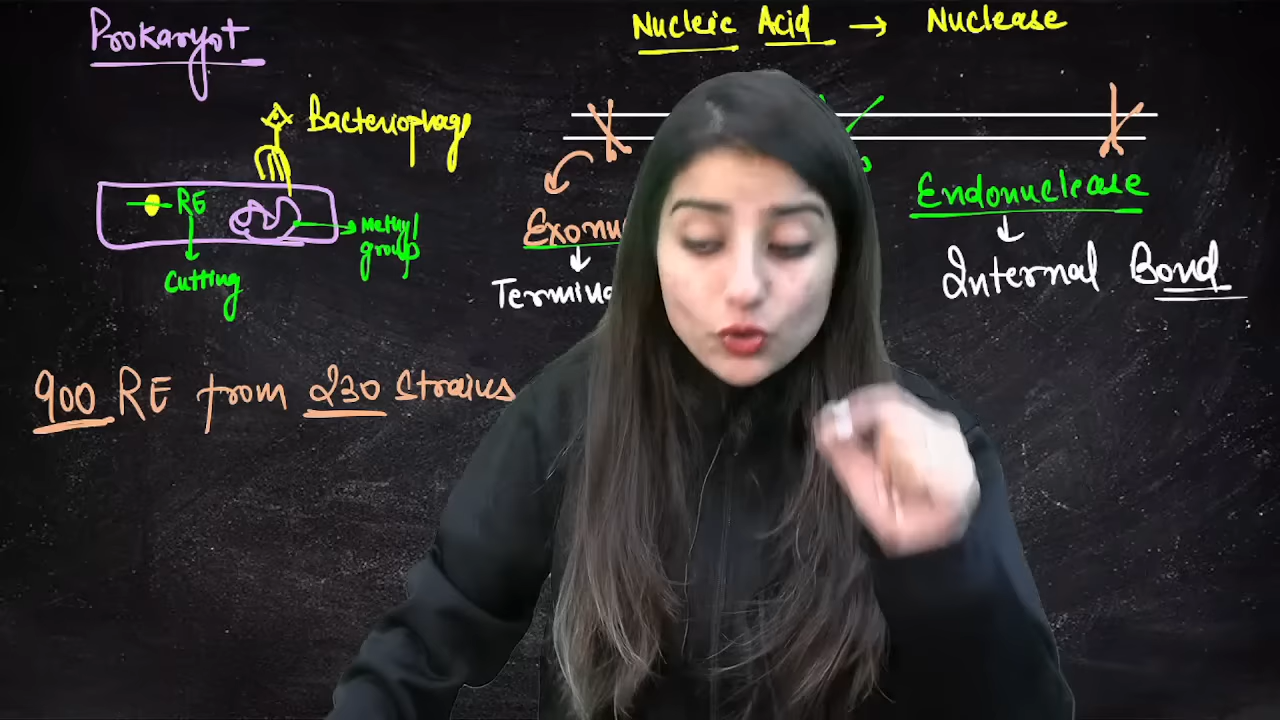 Prokaryot
Nucleic Acid → Nuclease
Bacteriophage
RE
Methyl
group
Cutting
Endonuclease
Internal Bond
900 RE from 230 Strains